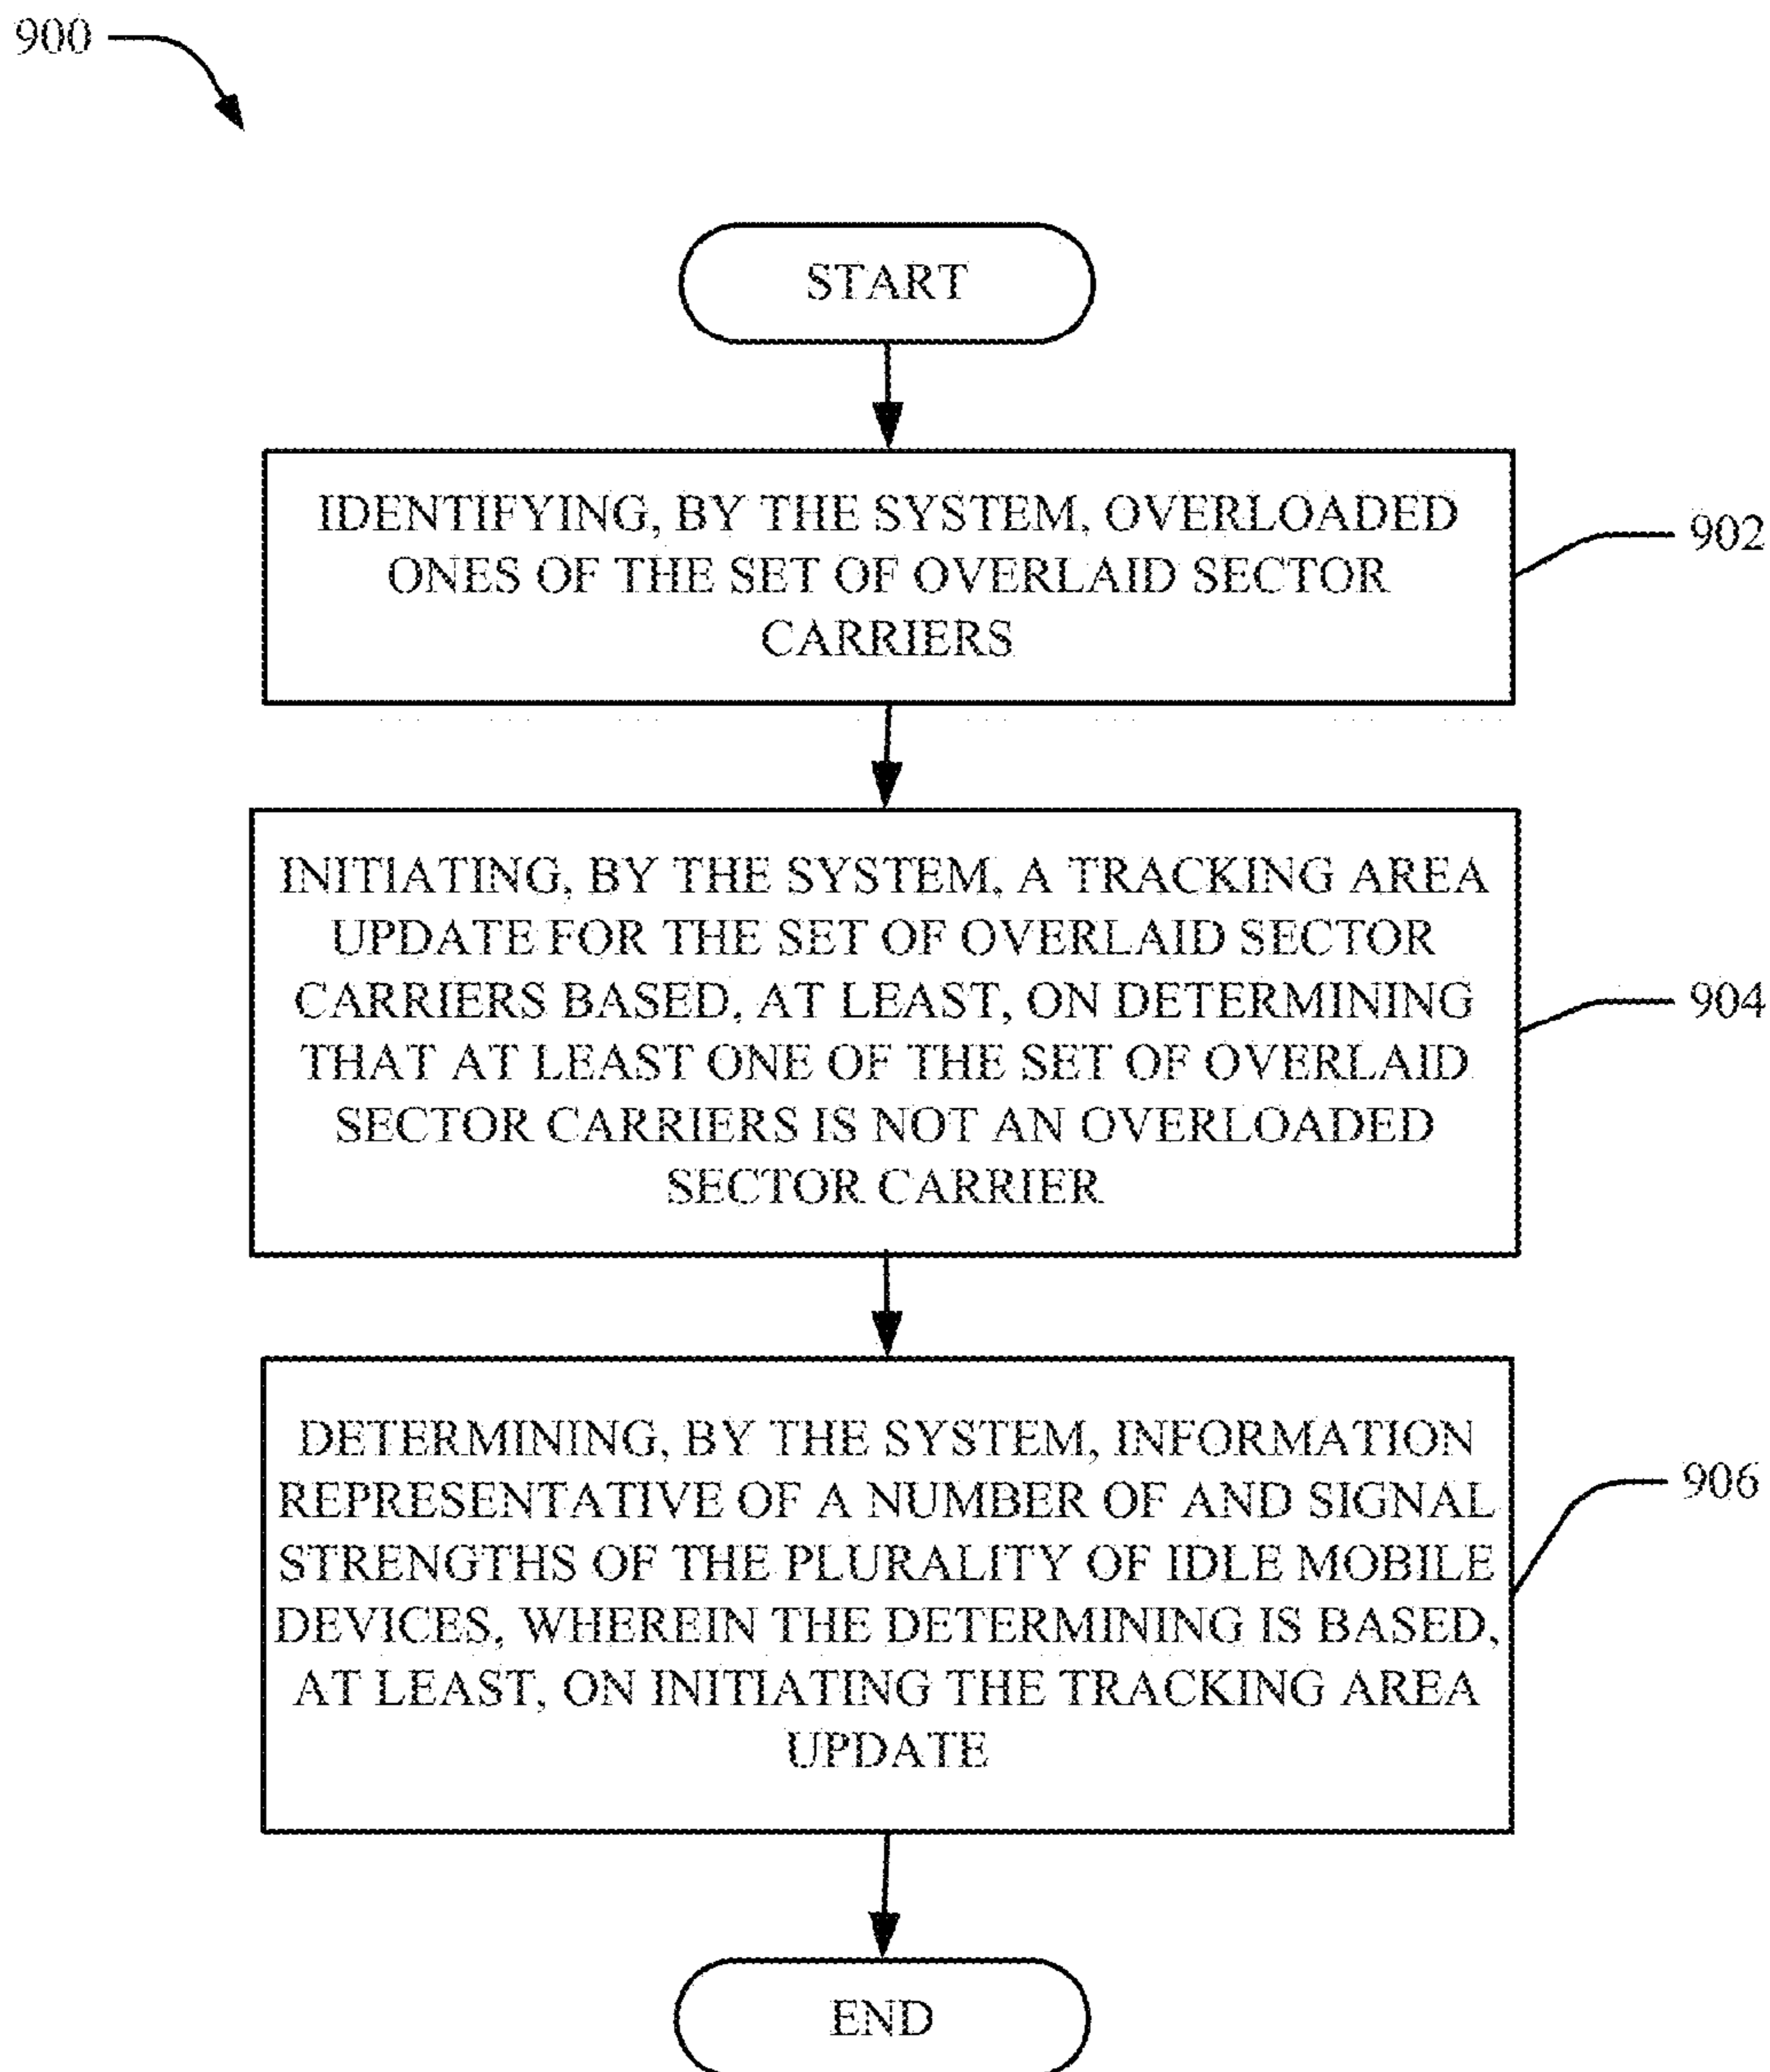 900
START
IDENTIFYING, BY THE SYSTEM, OVERLOADED
ONES OF THE SET OF OVERLAID SECTOR
CARRIERS
902
INITIATING, BY THE SYSTEM, A TRACKING AREA
UPDATE FOR THE SET OF OVERLAID SECTOR
CARRIERS BASED, AT LEAST, ON DETERMINING
THAT AT LEAST ONE OF THE SET OF OVERLAID
SECTOR CARRIERS IS NOT AN OVERLOADED
SECTOR CARRIER
904
DETERMINING, BY THE SYSTEM, INFORMATION
REPRESENTATIVE OF A NUMBER OF AND SIGNAL
STRENGTHS OF THE PLURALITY OF IDLE MOBILE
DEVICES, WHEREIN THE DETERMINING IS BASED,
AT LEAST, ON INITIATING THE TRACKING AREA
UPDATE
906
END